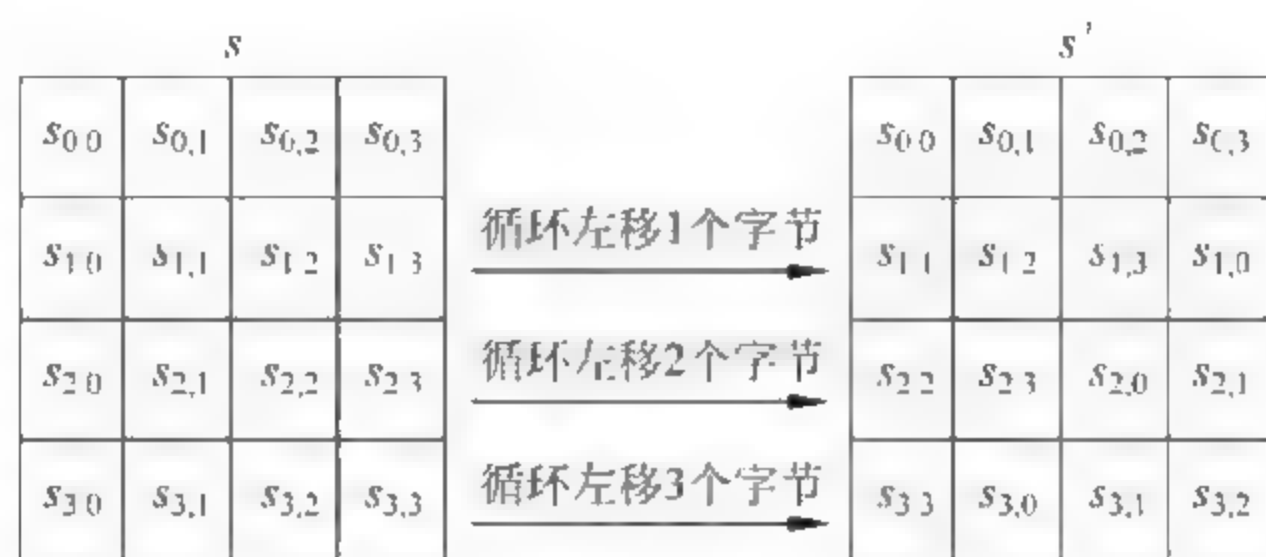 s s'
s0,0 s0,1 s0,2 s0,3 s0,0 s0,1 s0,2 s0,3
循环左移1个字节
s1,0 s1,1 s1,2 s1,3 s1,1 s1,2 s1,3 s1,0
循环左移2个字节
s2,0 s2,1 s2,2 s2,3 s2,2 s2,3 s2,0 s2,1
循环左移3个字节
s3,0 s3,1 s3,2 s3,3 s3,3 s3,0 s3,1 s3,2